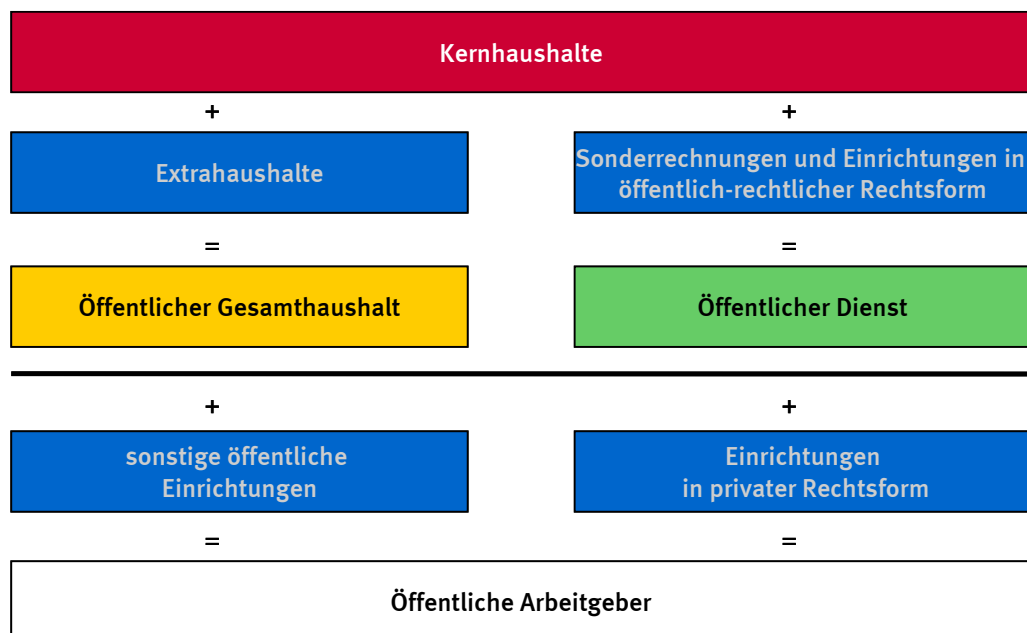 Kernhaushalte
+ +
Extrahaushalte
Sonderrechnungen und Einrichtungen in
öffentlich-rechtlicher Rechtsform
= =
Öffentlicher Gesamthaushalt
Öffentlicher Dienst
+ +
sonstige öffentliche
Einrichtungen
Einrichtungen
in privater Rechtsform
= =
Öffentliche Arbeitgeber